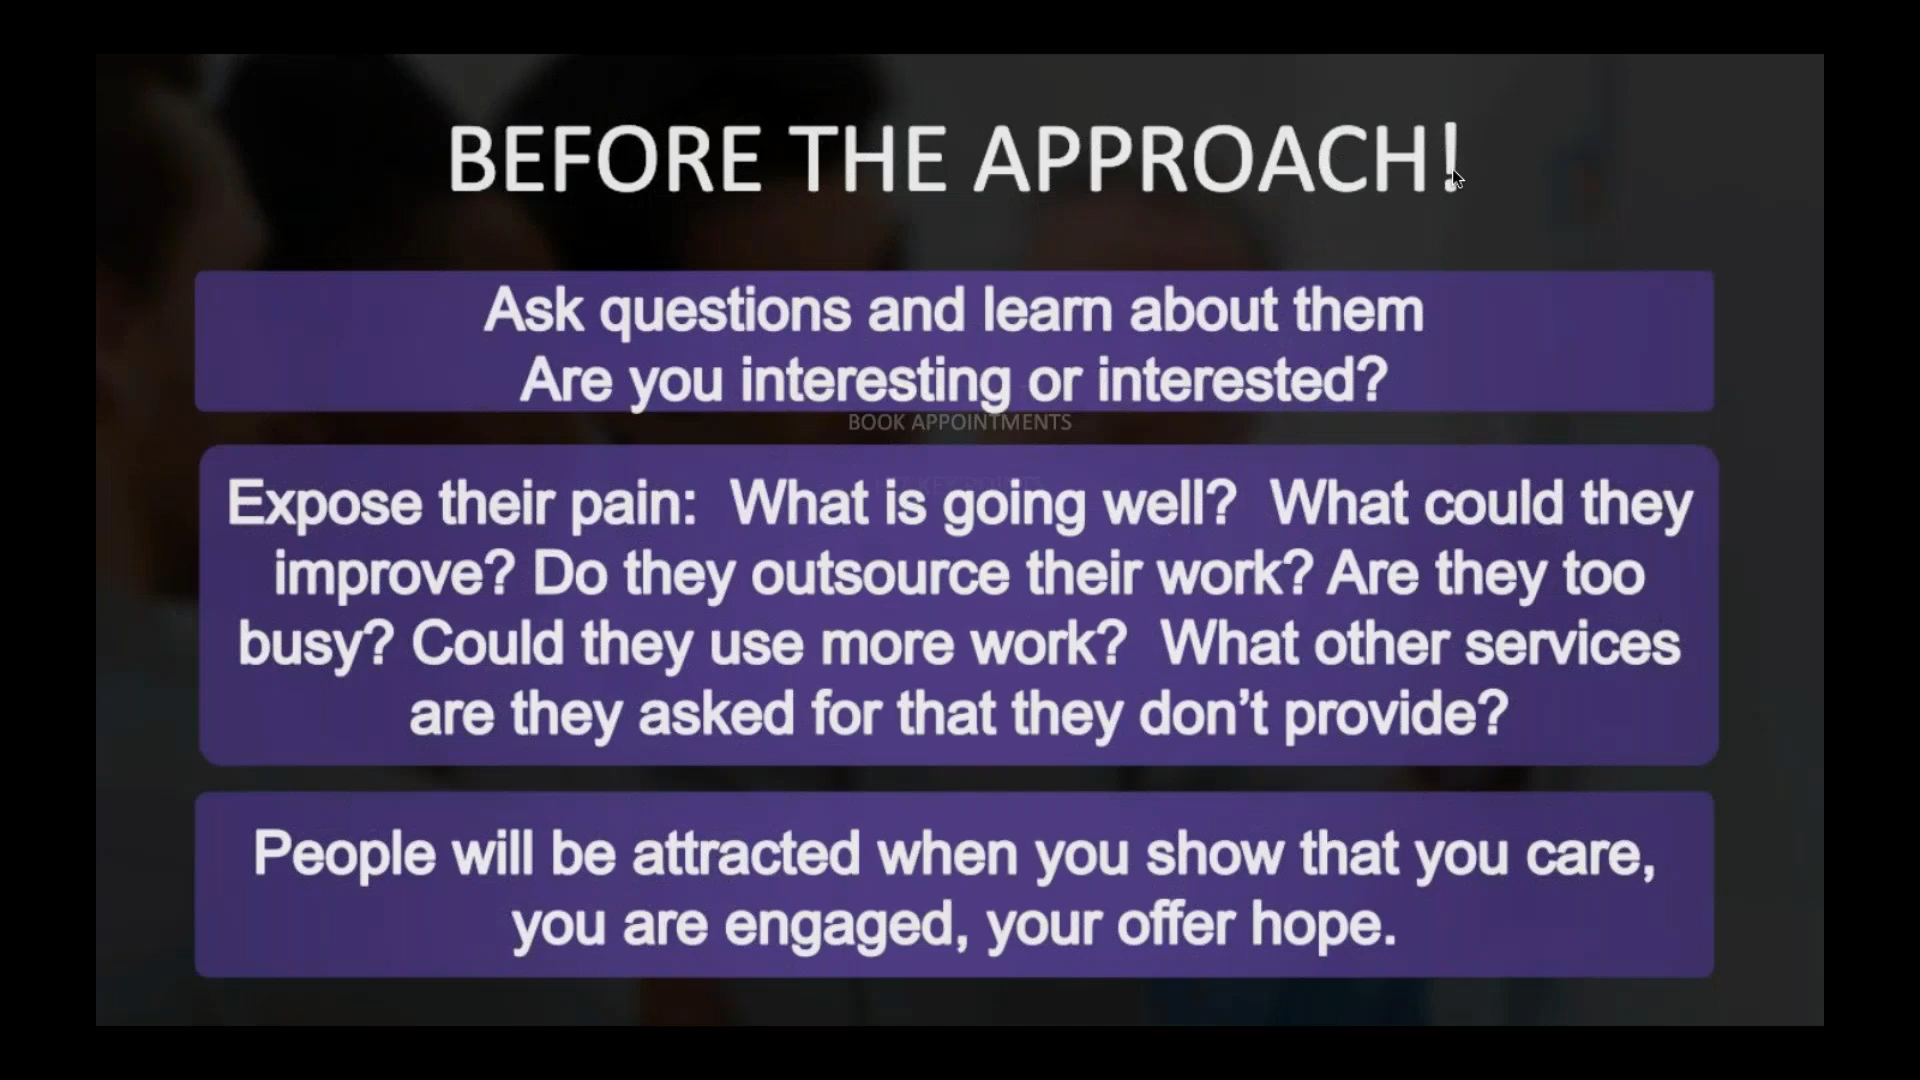 BEFORE THE APPROACH!
Ask questions and learn about them
Are you interesting or interested?
BOOK APPOINTMENTS
Expose their pain:  What is going well?  What could they
improve? Do they outsource their work? Are they too
busy? Could they use more work?  What other services
are they asked for that they don’t provide?
People will be attracted when you show that you care,
you are engaged, your offer hope.